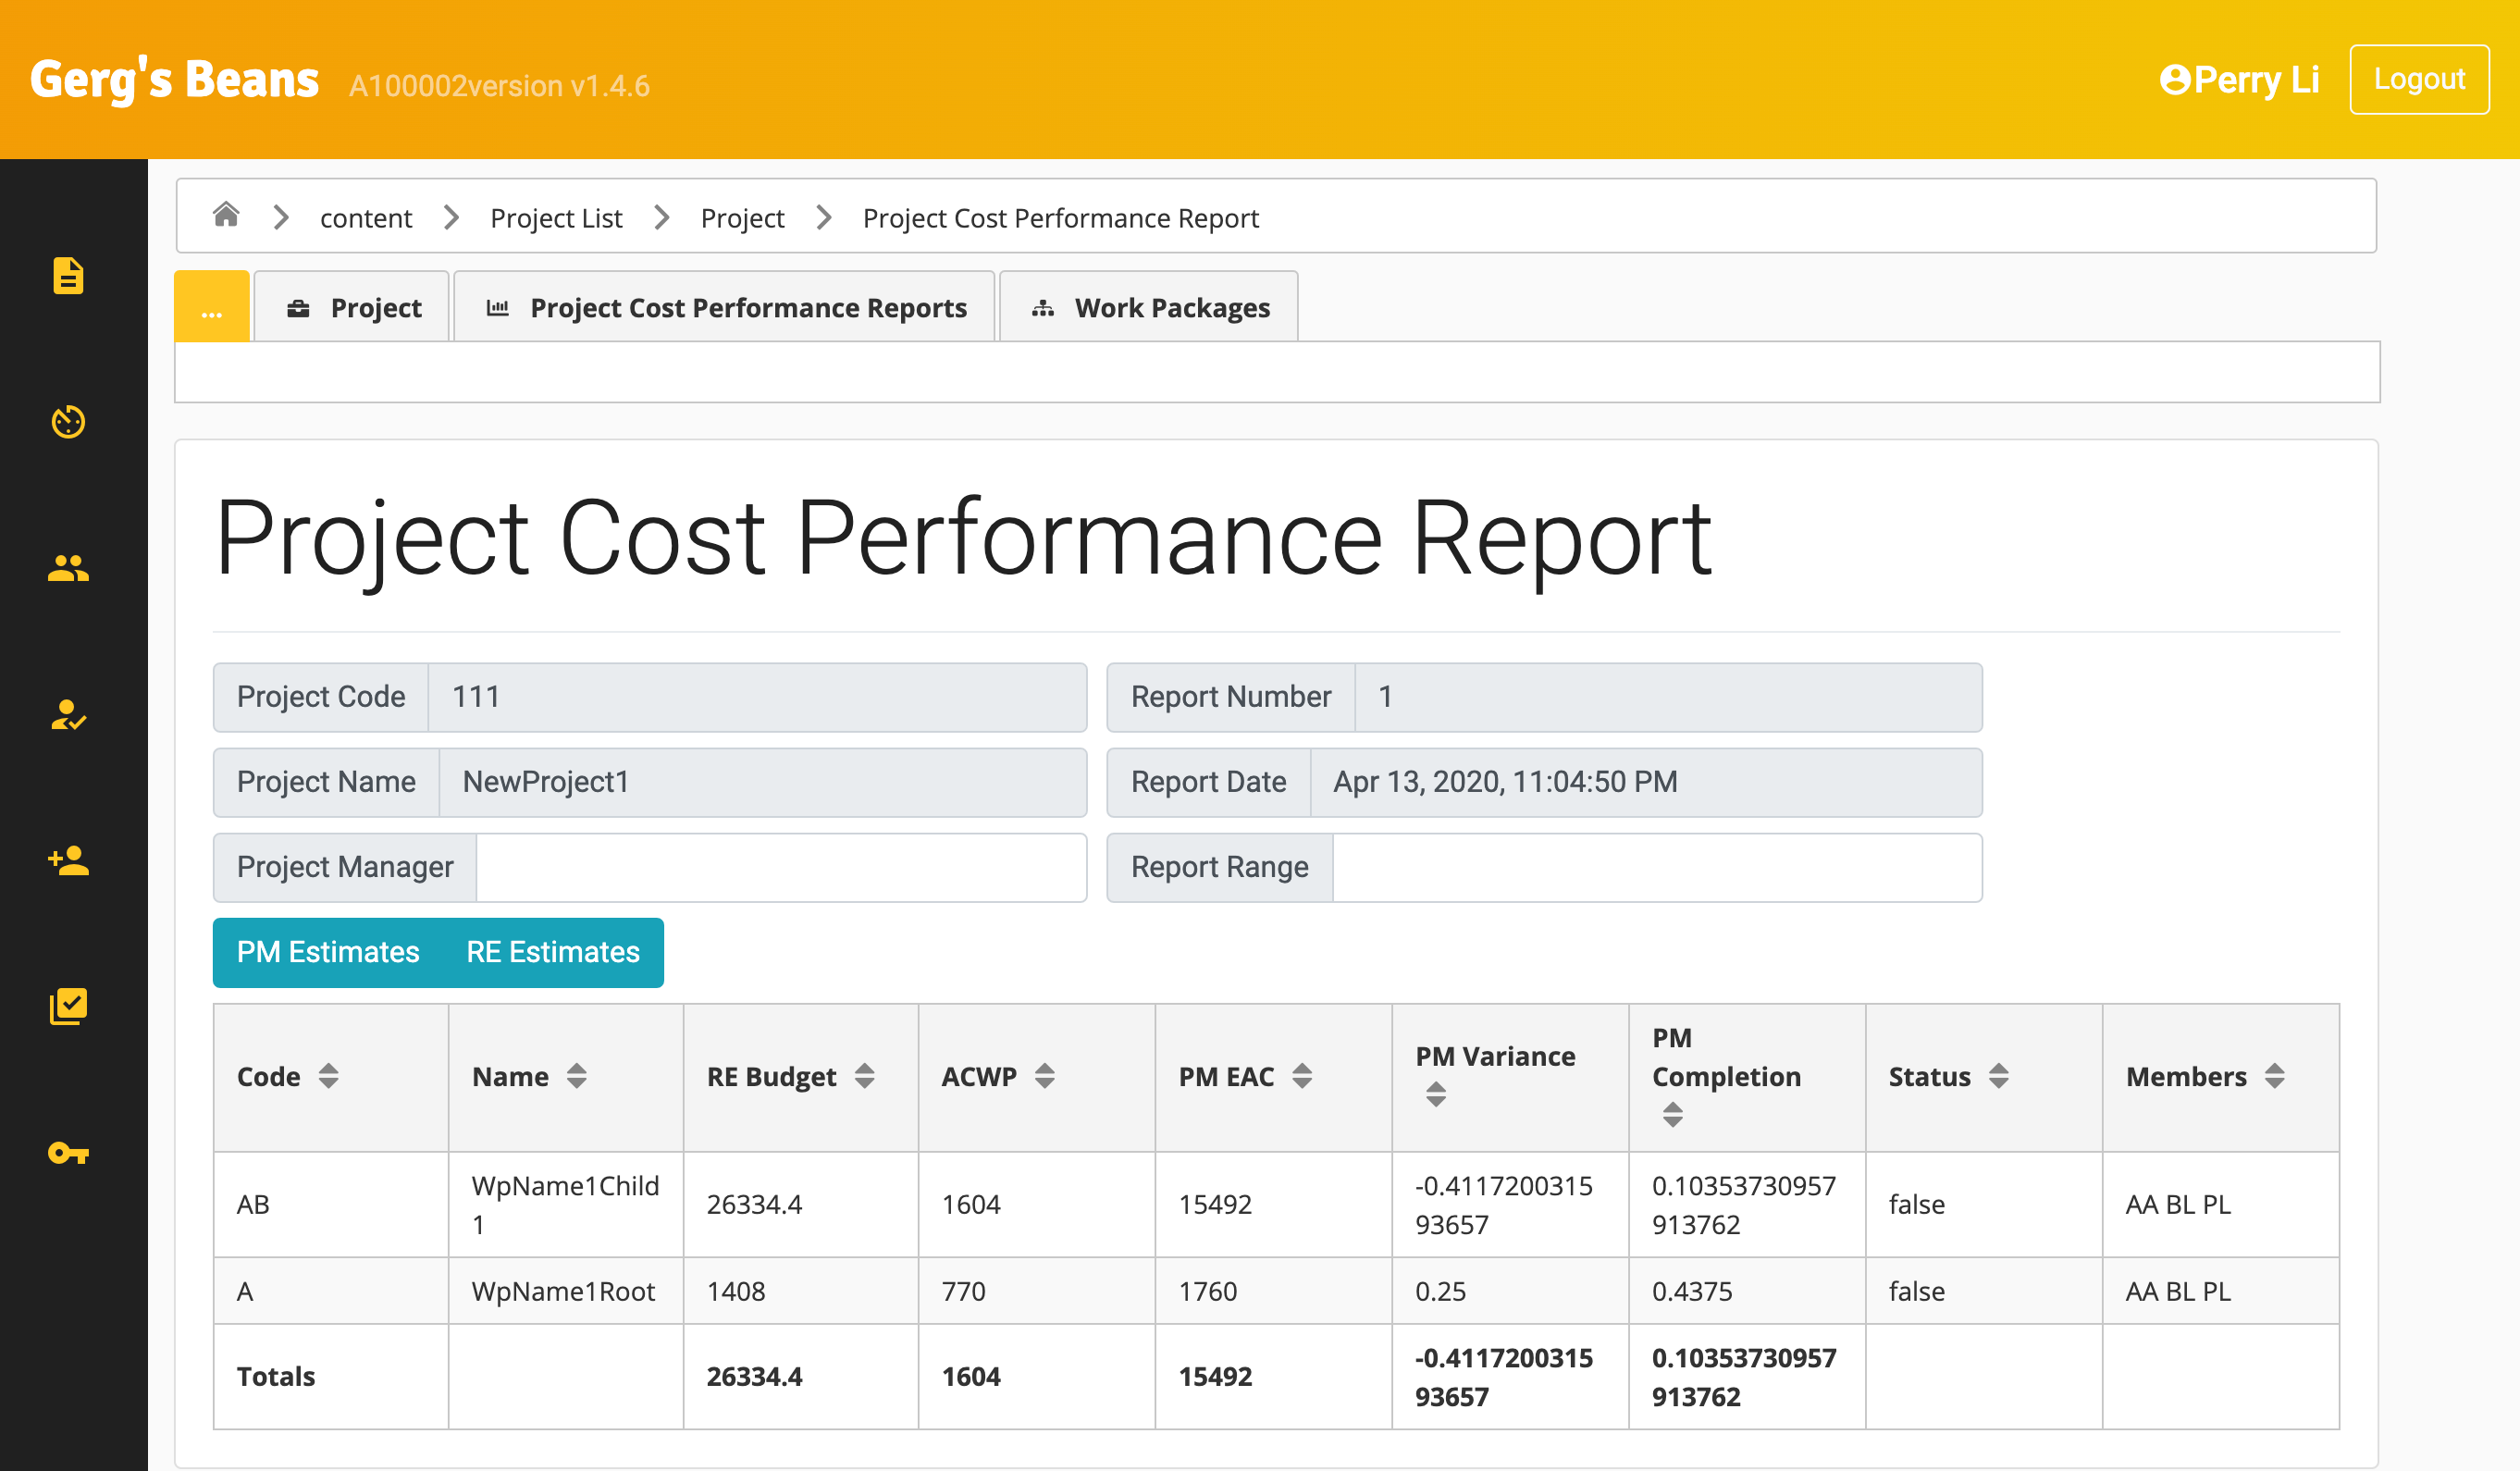 Gerg's Beans A100002version v1.4.6
Perry Li Logout
content Project List Project Project Cost Performance Report
... Project Project Cost Performance Reports Work Packages
Project Cost Performance Report
Project Code 111 Report Number 1
Project Name NewProject1 Report Date Apr 13, 2020, 11:04:50 PM
Project Manager Report Range
PM Estimates RE Estimates
Code Name RE Budget ACWP PM EAC PM Variance PM Completion Status Members
AB WpName1Child1 26334.4 1604 15492 -0.411720031593657 0.10353730957913762 false AA BL PL
A WpName1Root 1408 770 1760 0.25 0.4375 false AA BL PL
Totals 26334.4 1604 15492 -0.411720031593657 0.10353730957913762